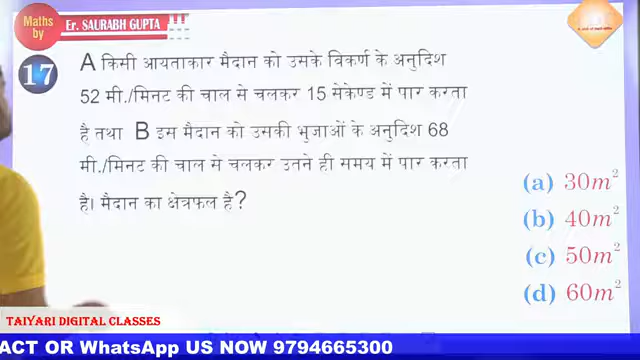 Maths
by
Er. SAURABH GUPTA
17
A किसी आयताकार मैदान को उसके विकर्ण के अनुदिश
52 मी./मिनट की चाल से चलकर 15 सेकेण्ड में पार करता
है तथा B इस मैदान को उसकी भुजाओं के अनुदिश 68
मी./मिनट की चाल से चलकर उतने ही समय में पार करता
है। मैदान का क्षेत्रफल है?
(a) 30m²
(b) 40m²
(c) 50m²
(d) 60m²
TAIYARI DIGITAL CLASSES
ACT OR WhatsApp US NOW 9794665300